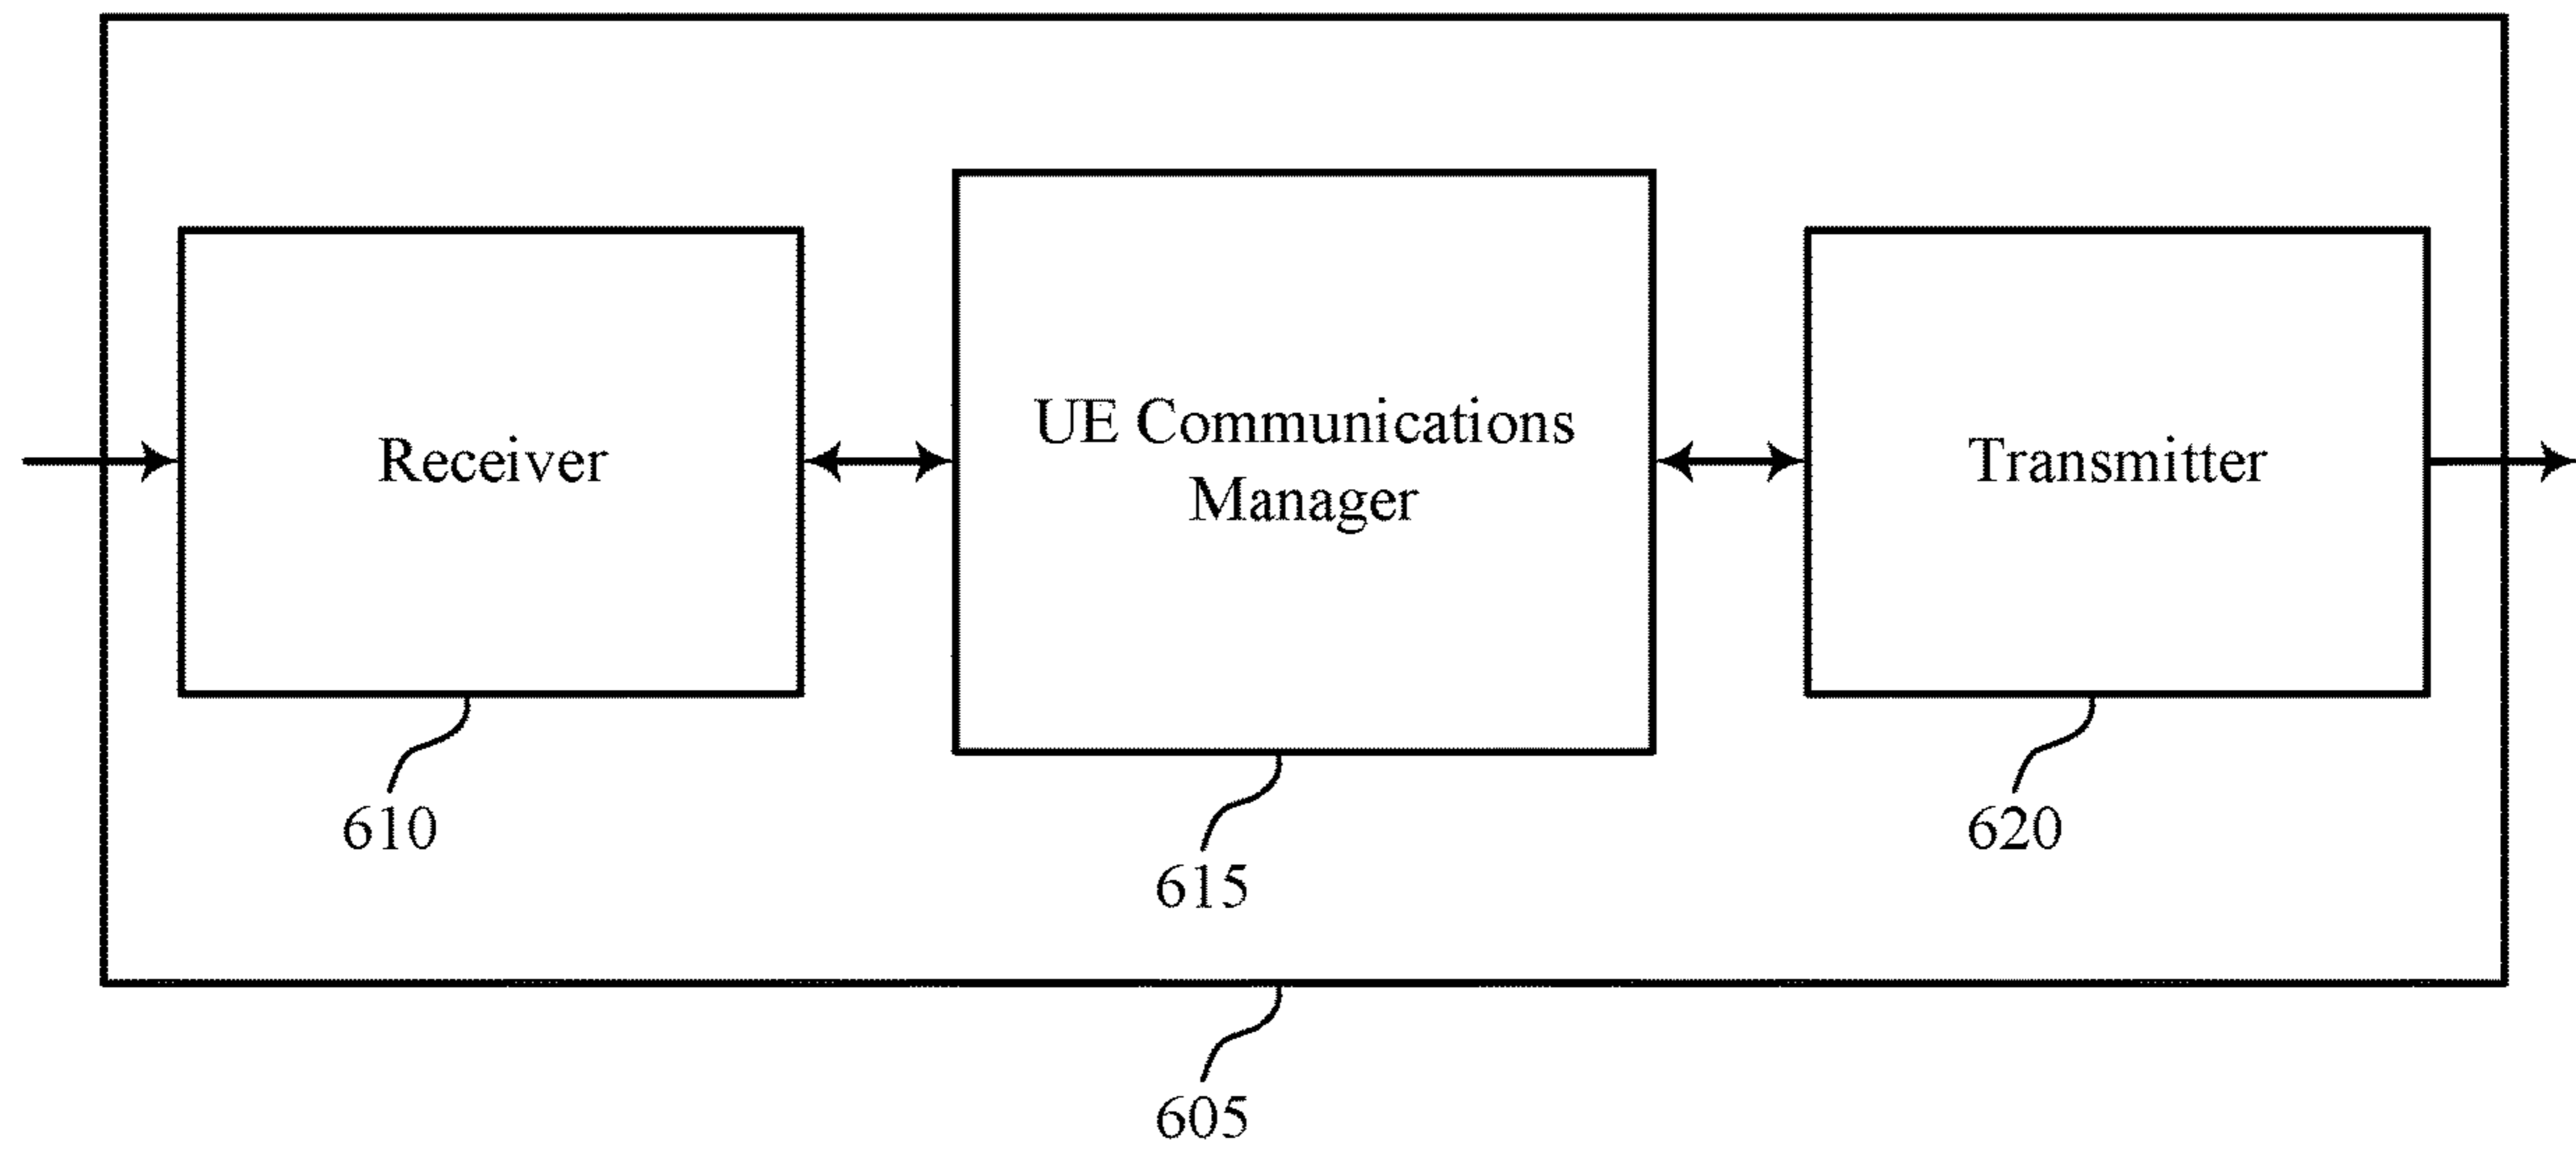 Receiver
UE Communications
Manager
Transmitter
610
615
620
605